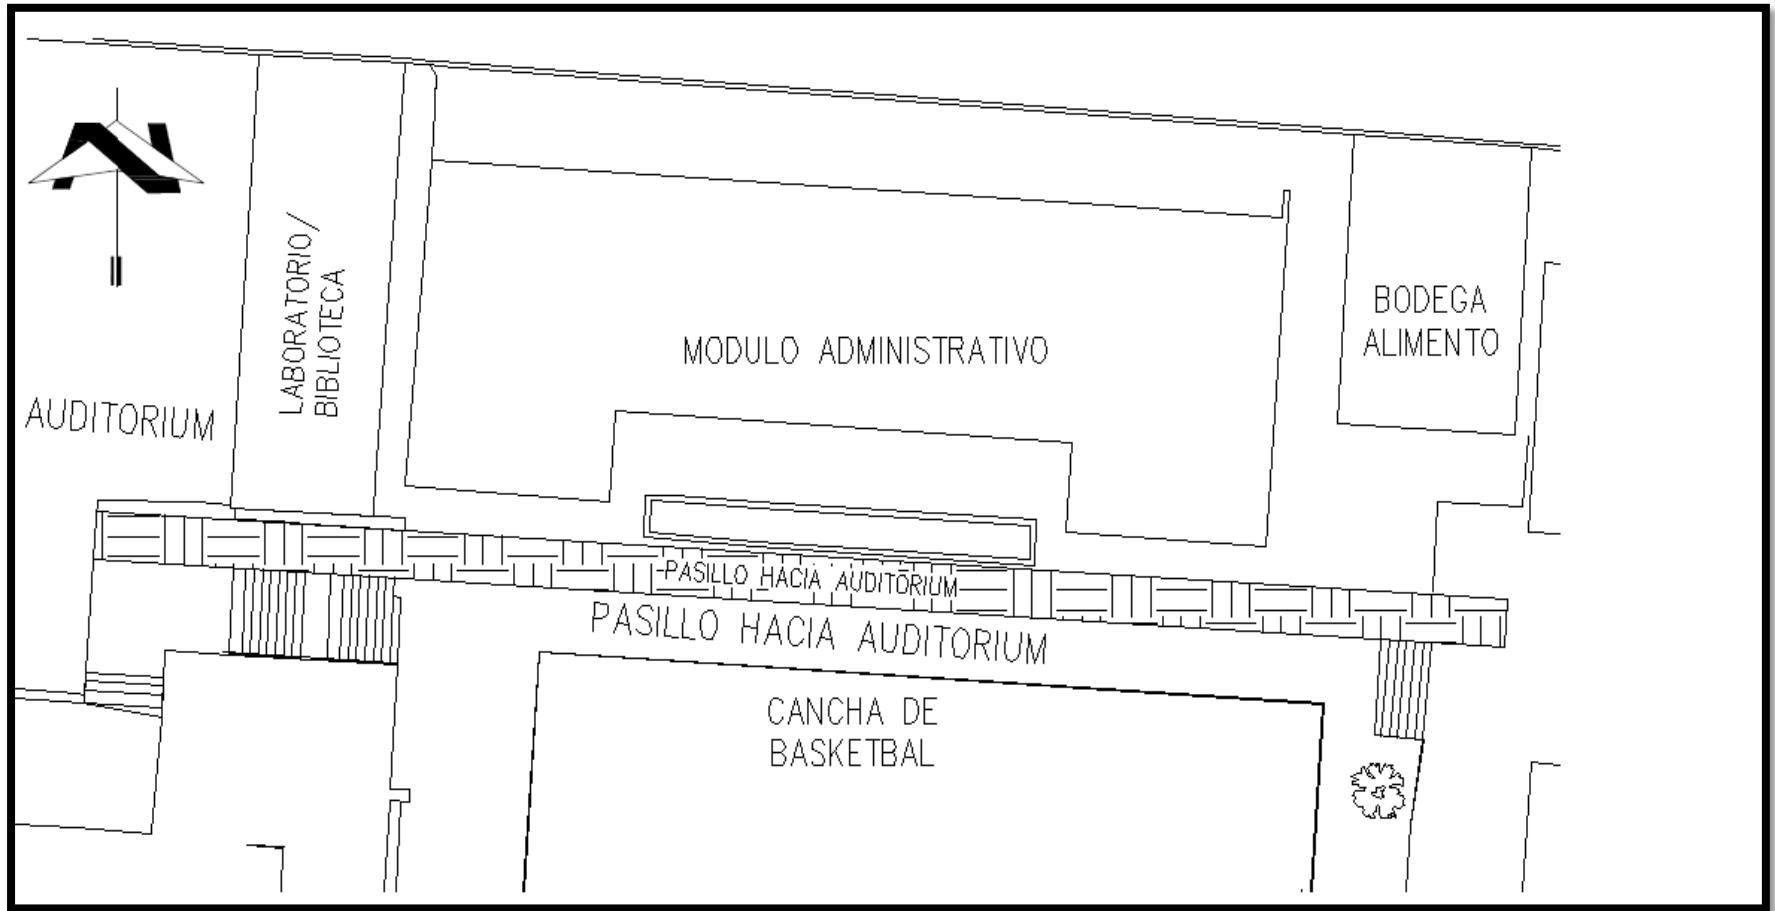 LABORATORIO/
BIBLIOTECA
BODEGA
ALIMENTO
MODULO ADMINISTRATIVO
AUDITORIUM
PASILLO HACIA AUDITORIUM
PASILLO HACIA AUDITORIUM
CANCHA DE
BASKETBAL